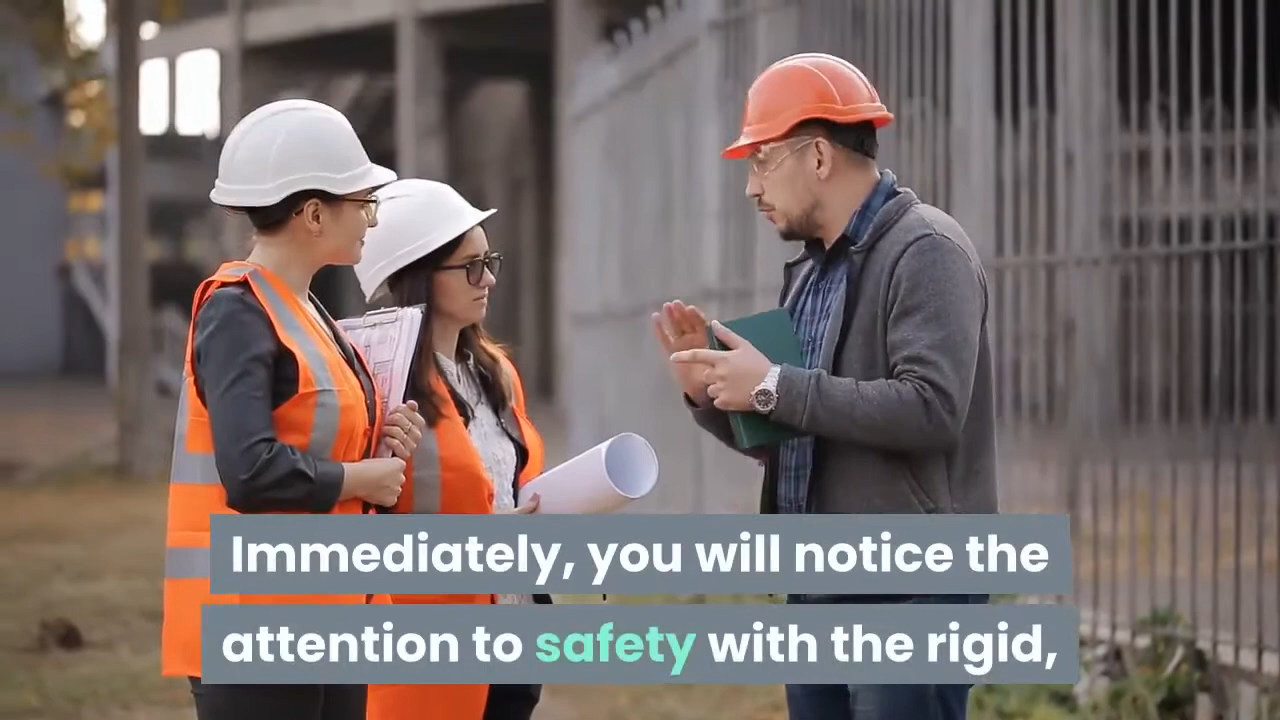 Immediately, you will notice the
attention to safety with the rigid,